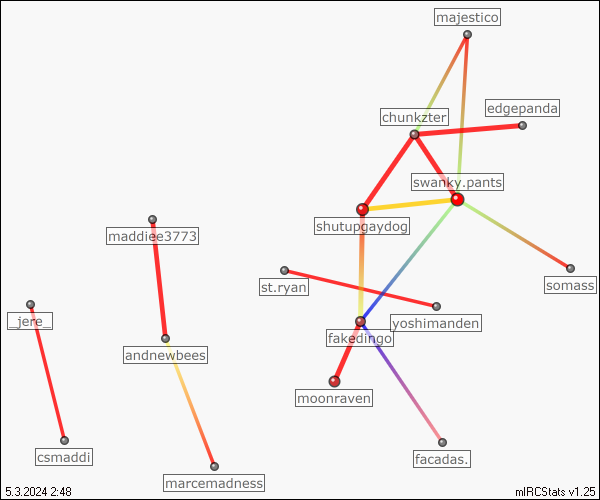 majestico
edgepanda
chunkzter
swanky.pants
shutupgaydog
maddiee3773
somass
st.ryan
_jere_
yoshimanden
fakedingo
andnewbees
moonraven
csmaddi
facadas.
marcemadness
5.3.2024 2:48
mIRCStats v1.25